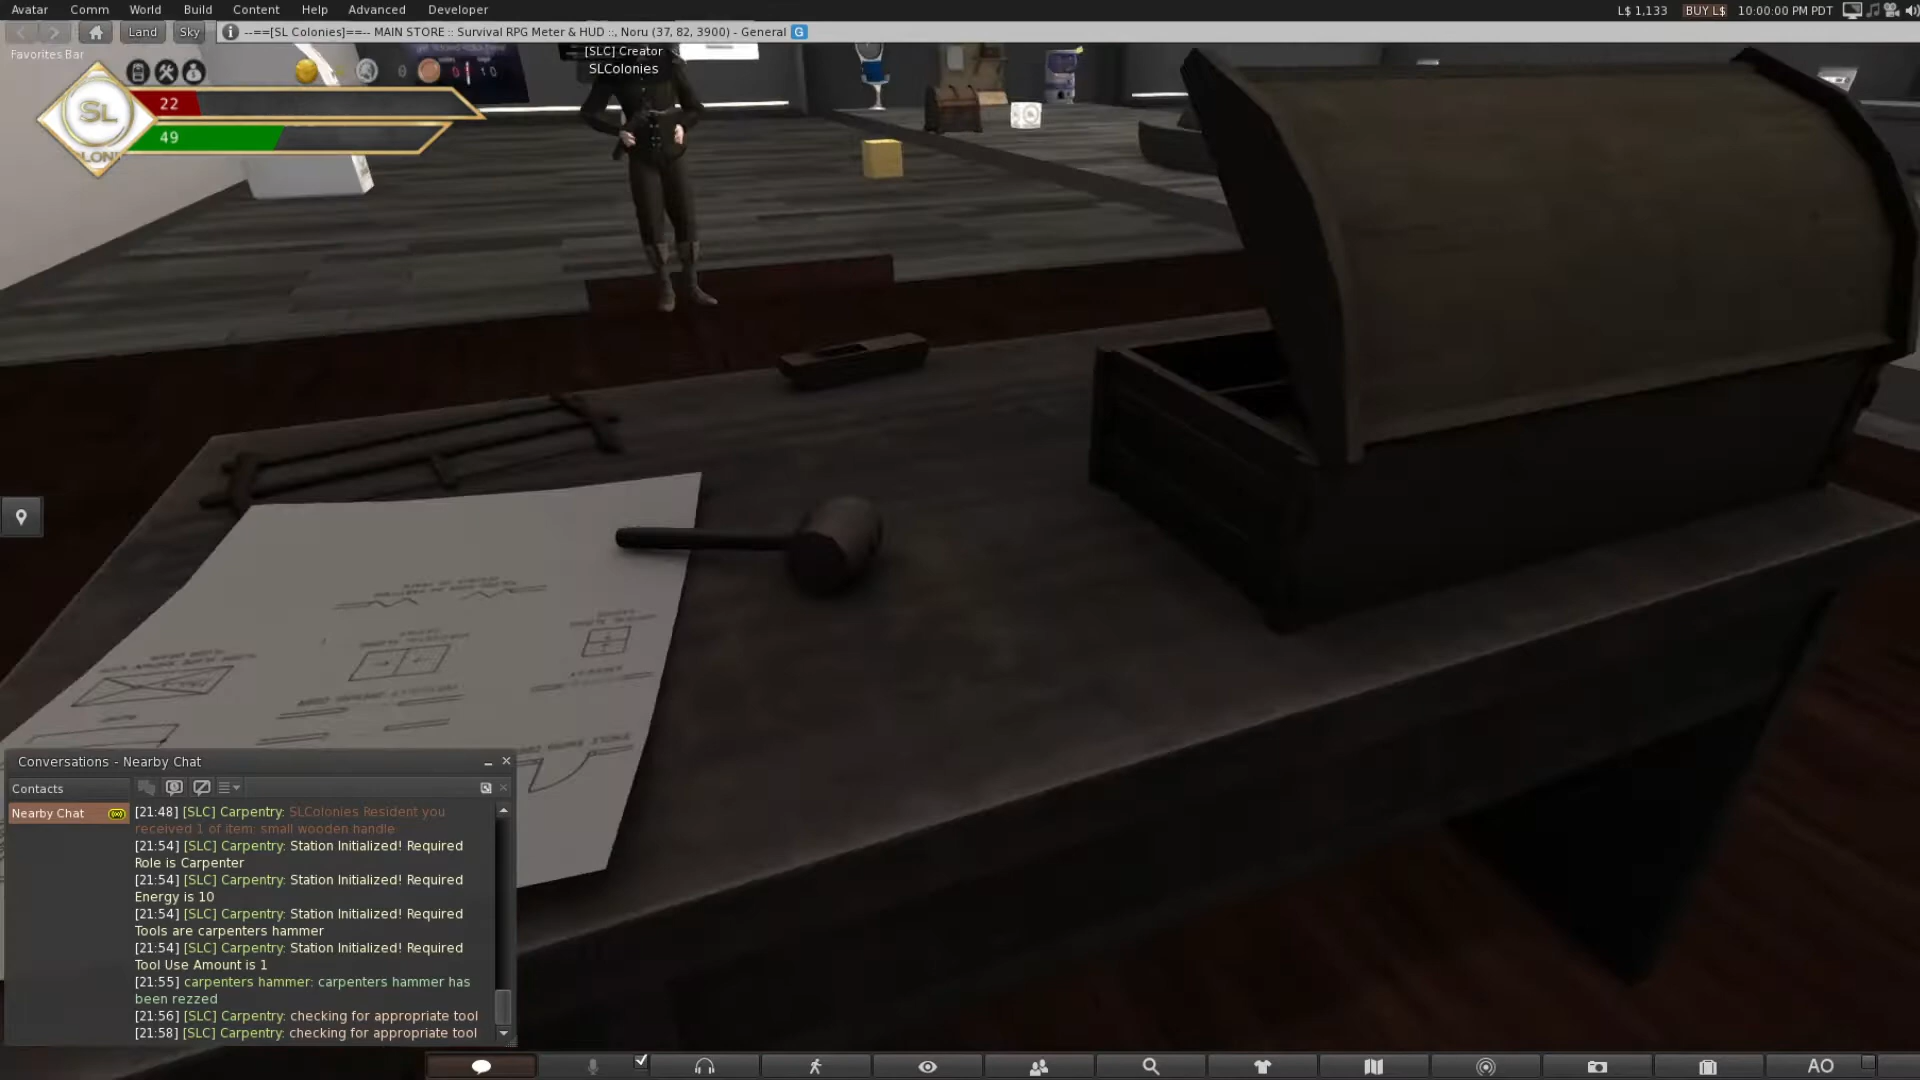 Avatar Comm World Build Content Help Advanced Developer
L$ 1,133 BUY L$ 10:00:00 PM PDT
Land Sky --==[SL Colonies]==-- MAIN STORE :: Survival RPG Meter & HUD ::, Noru (37, 82, 3900) - General G
Favorites Bar
[SLC] Creator
SLColonies
SL
22
49
Conversations - Nearby Chat
Contacts
Nearby Chat
[21:48] [SLC] Carpentry: SLColonies Resident you
received 1 of item: small wooden handle
[21:54] [SLC] Carpentry: Station Initialized! Required
Role is Carpenter
[21:54] [SLC] Carpentry: Station Initialized! Required
Energy is 10
[21:54] [SLC] Carpentry: Station Initialized! Required
Tools are carpenters hammer
[21:54] [SLC] Carpentry: Station Initialized! Required
Tool Use Amount is 1
[21:55] carpenters hammer: carpenters hammer has
been rezzed
[21:56] [SLC] Carpentry: checking for appropriate tool
[21:58] [SLC] Carpentry: checking for appropriate tool
AO